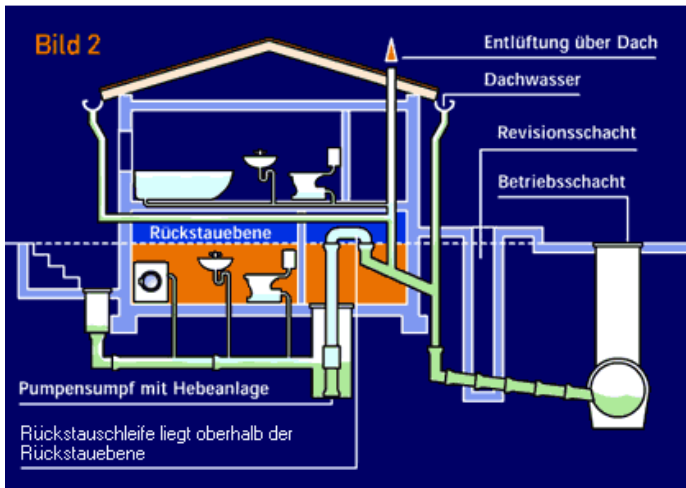 Bild 2
Entlüftung über Dach
Dachwasser
Revisionsschacht
Betriebsschacht
Rückstauebene
Pumpensumpf mit Hebeanlage
Rückstauschleife liegt oberhalb der
Rückstauebene